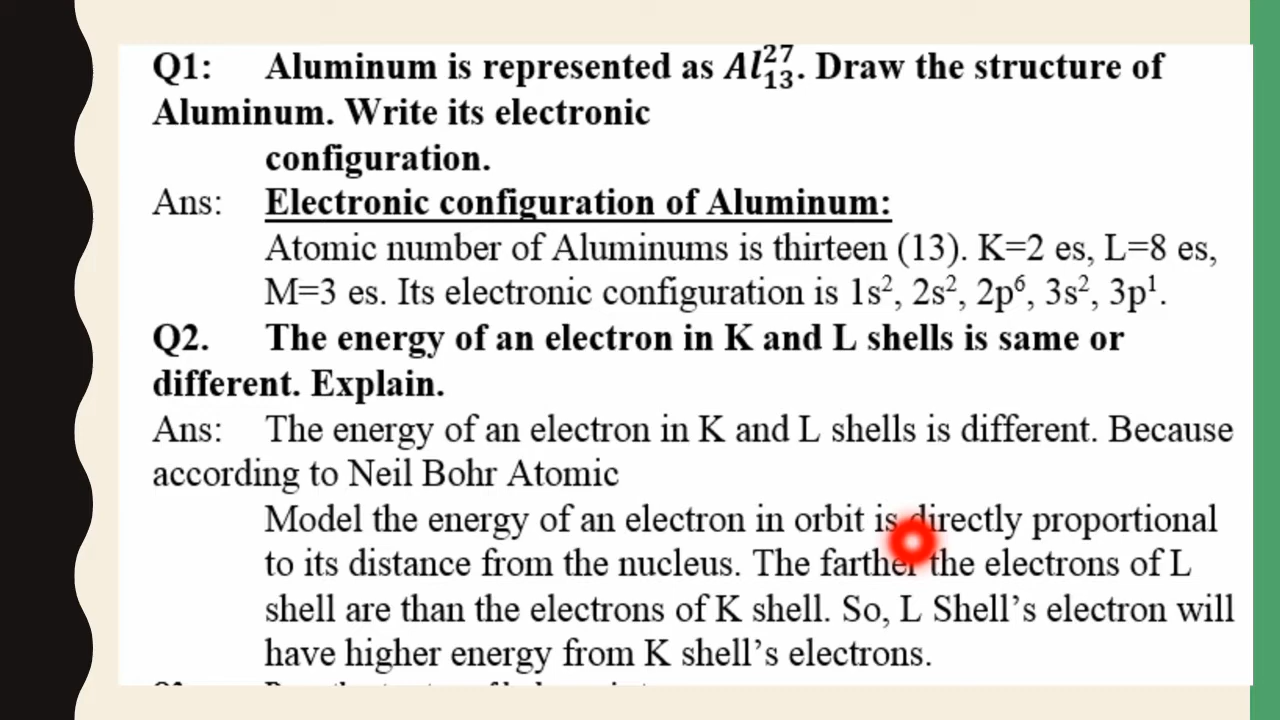 Q1: Aluminum is represented as Al²⁷₁₃. Draw the structure of
Aluminum. Write its electronic
configuration.
Ans: Electronic configuration of Aluminum:
Atomic number of Aluminums is thirteen (13). K=2 es, L=8 es,
M=3 es. Its electronic configuration is 1s², 2s², 2p⁶, 3s², 3p¹.
Q2. The energy of an electron in K and L shells is same or
different. Explain.
Ans: The energy of an electron in K and L shells is different. Because
according to Neil Bohr Atomic
Model the energy of an electron in orbit is directly proportional
to its distance from the nucleus. The farther the electrons of L
shell are than the electrons of K shell. So, L Shell’s electron will
have higher energy from K shell’s electrons.